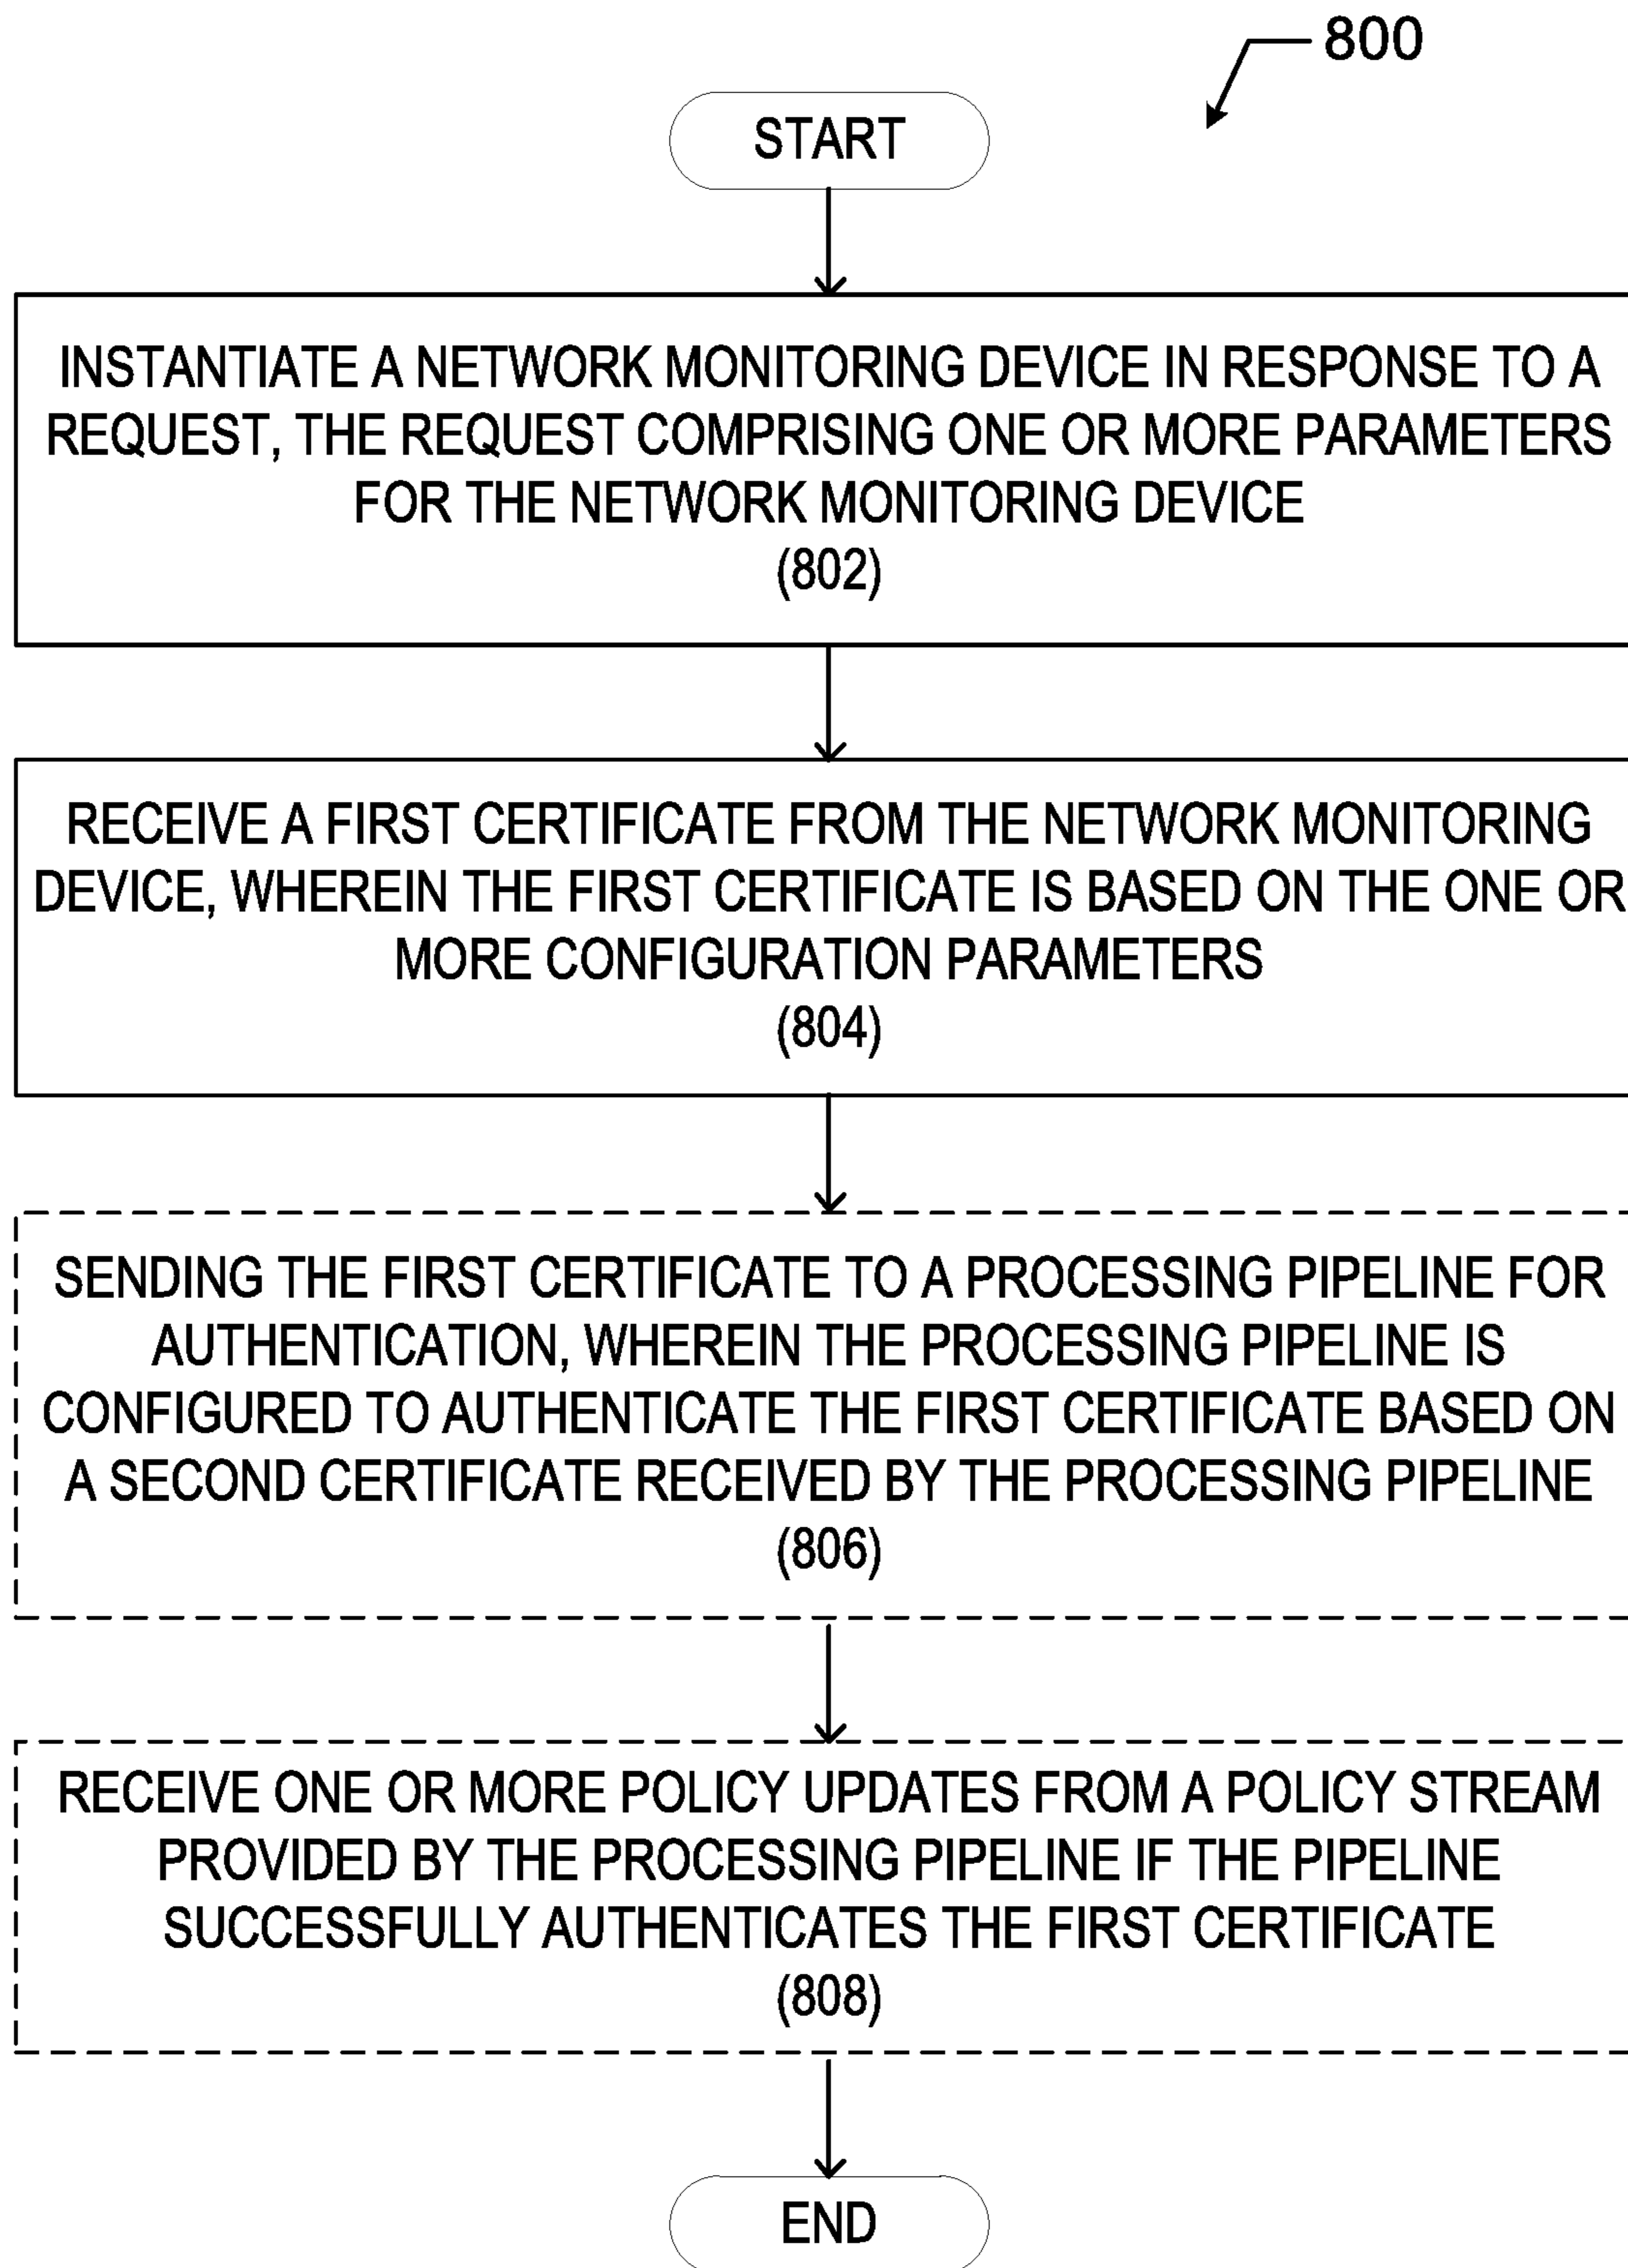 800
START
INSTANTIATE A NETWORK MONITORING DEVICE IN RESPONSE TO A
REQUEST, THE REQUEST COMPRISING ONE OR MORE PARAMETERS
FOR THE NETWORK MONITORING DEVICE
(802)
RECEIVE A FIRST CERTIFICATE FROM THE NETWORK MONITORING
DEVICE, WHEREIN THE FIRST CERTIFICATE IS BASED ON THE ONE OR
MORE CONFIGURATION PARAMETERS
(804)
SENDING THE FIRST CERTIFICATE TO A PROCESSING PIPELINE FOR
AUTHENTICATION, WHEREIN THE PROCESSING PIPELINE IS
CONFIGURED TO AUTHENTICATE THE FIRST CERTIFICATE BASED ON
A SECOND CERTIFICATE RECEIVED BY THE PROCESSING PIPELINE
(806)
RECEIVE ONE OR MORE POLICY UPDATES FROM A POLICY STREAM
PROVIDED BY THE PROCESSING PIPELINE IF THE PIPELINE
SUCCESSFULLY AUTHENTICATES THE FIRST CERTIFICATE
(808)
END